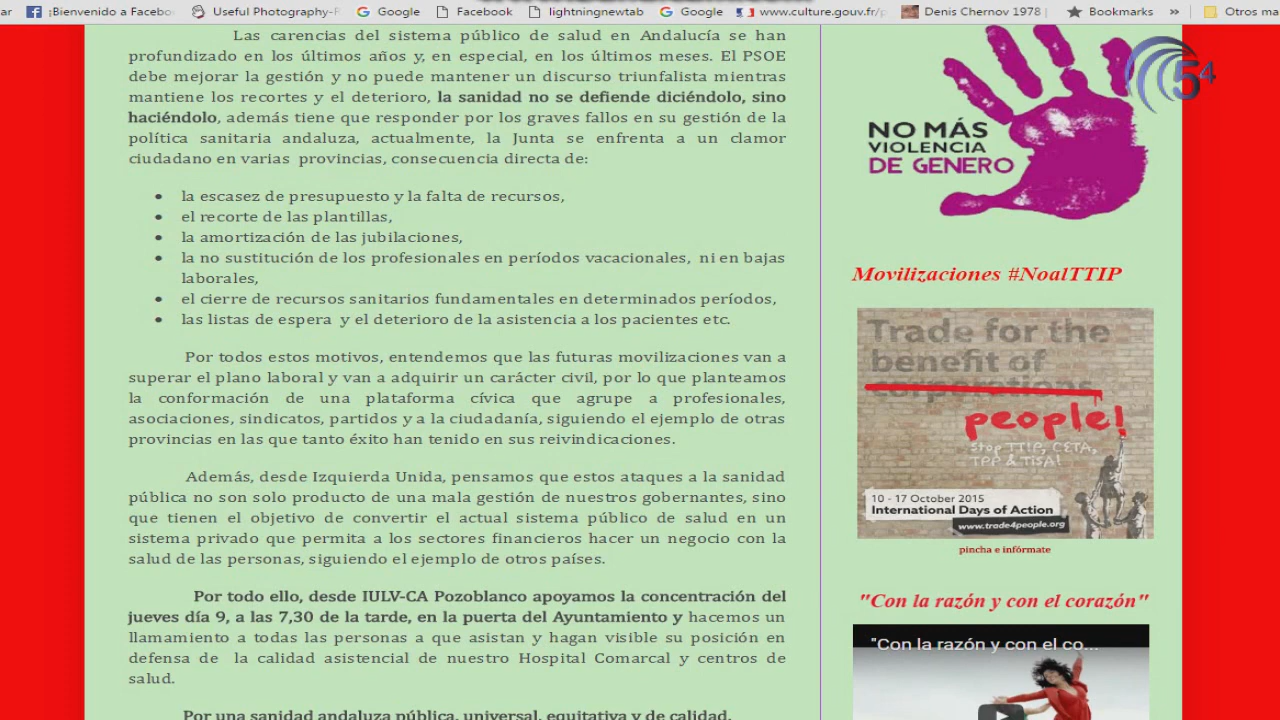 ar
¡Bienvenido a Facebo
Useful Photography-F
Google
Facebook
lightningnewtab
Google
www.culture.gouv.fr/p
Denis Chernov 1978
Bookmarks
»
Otros ma
Las carencias del sistema público de salud en Andalucía se han
profundizado en los últimos años y, en especial, en los últimos meses. El PSOE
debe mejorar la gestión y no puede mantener un discurso triunfalista mientras
mantiene los recortes y el deterioro, la sanidad no se defiende diciéndolo, sino
haciéndolo, además tiene que responder por los graves fallos en su gestión de la
política sanitaria andaluza, actualmente, la Junta se enfrenta a un clamor
ciudadano en varias provincias, consecuencia directa de:
• la escasez de presupuesto y la falta de recursos,
• el recorte de las plantillas,
• la amortización de las jubilaciones,
• la no sustitución de los profesionales en períodos vacacionales, ni en bajas
laborales,
• el cierre de recursos sanitarios fundamentales en determinados períodos,
• las listas de espera y el deterioro de la asistencia a los pacientes etc.
Por todos estos motivos, entendemos que las futuras movilizaciones van a
superar el plano laboral y van a adquirir un carácter civil, por lo que planteamos
la conformación de una plataforma cívica que agrupe a profesionales,
asociaciones, sindicatos, partidos y a la ciudadanía, siguiendo el ejemplo de otras
provincias en las que tanto éxito han tenido en sus reivindicaciones.
Además, desde Izquierda Unida, pensamos que estos ataques a la sanidad
pública no son solo producto de una mala gestión de nuestros gobernantes, sino
que tienen el objetivo de convertir el actual sistema público de salud en un
sistema privado que permita a los sectores financieros hacer un negocio con la
salud de las personas, siguiendo el ejemplo de otros países.
Por todo ello, desde IULV-CA Pozoblanco apoyamos la concentración del
jueves día 9, a las 7,30 de la tarde, en la puerta del Ayuntamiento y hacemos un
llamamiento a todas las personas a que asistan y hagan visible su posición en
defensa de la calidad asistencial de nuestro Hospital Comarcal y centros de
salud.
Por una sanidad andaluza pública, universal, equitativa y de calidad.
54
NO MÁS
VIOLENCIA
DE GENERO
Movilizaciones #NoalTTIP
Trade for the
benefit of
corporations
people!
Stop TTIP, CETA,
TPP & TiSA!
10 - 17 October 2015
International Days of Action
www.trade4people.org
pincha e infórmate
"Con la razón y con el corazón"
"Con la razón y con el co...